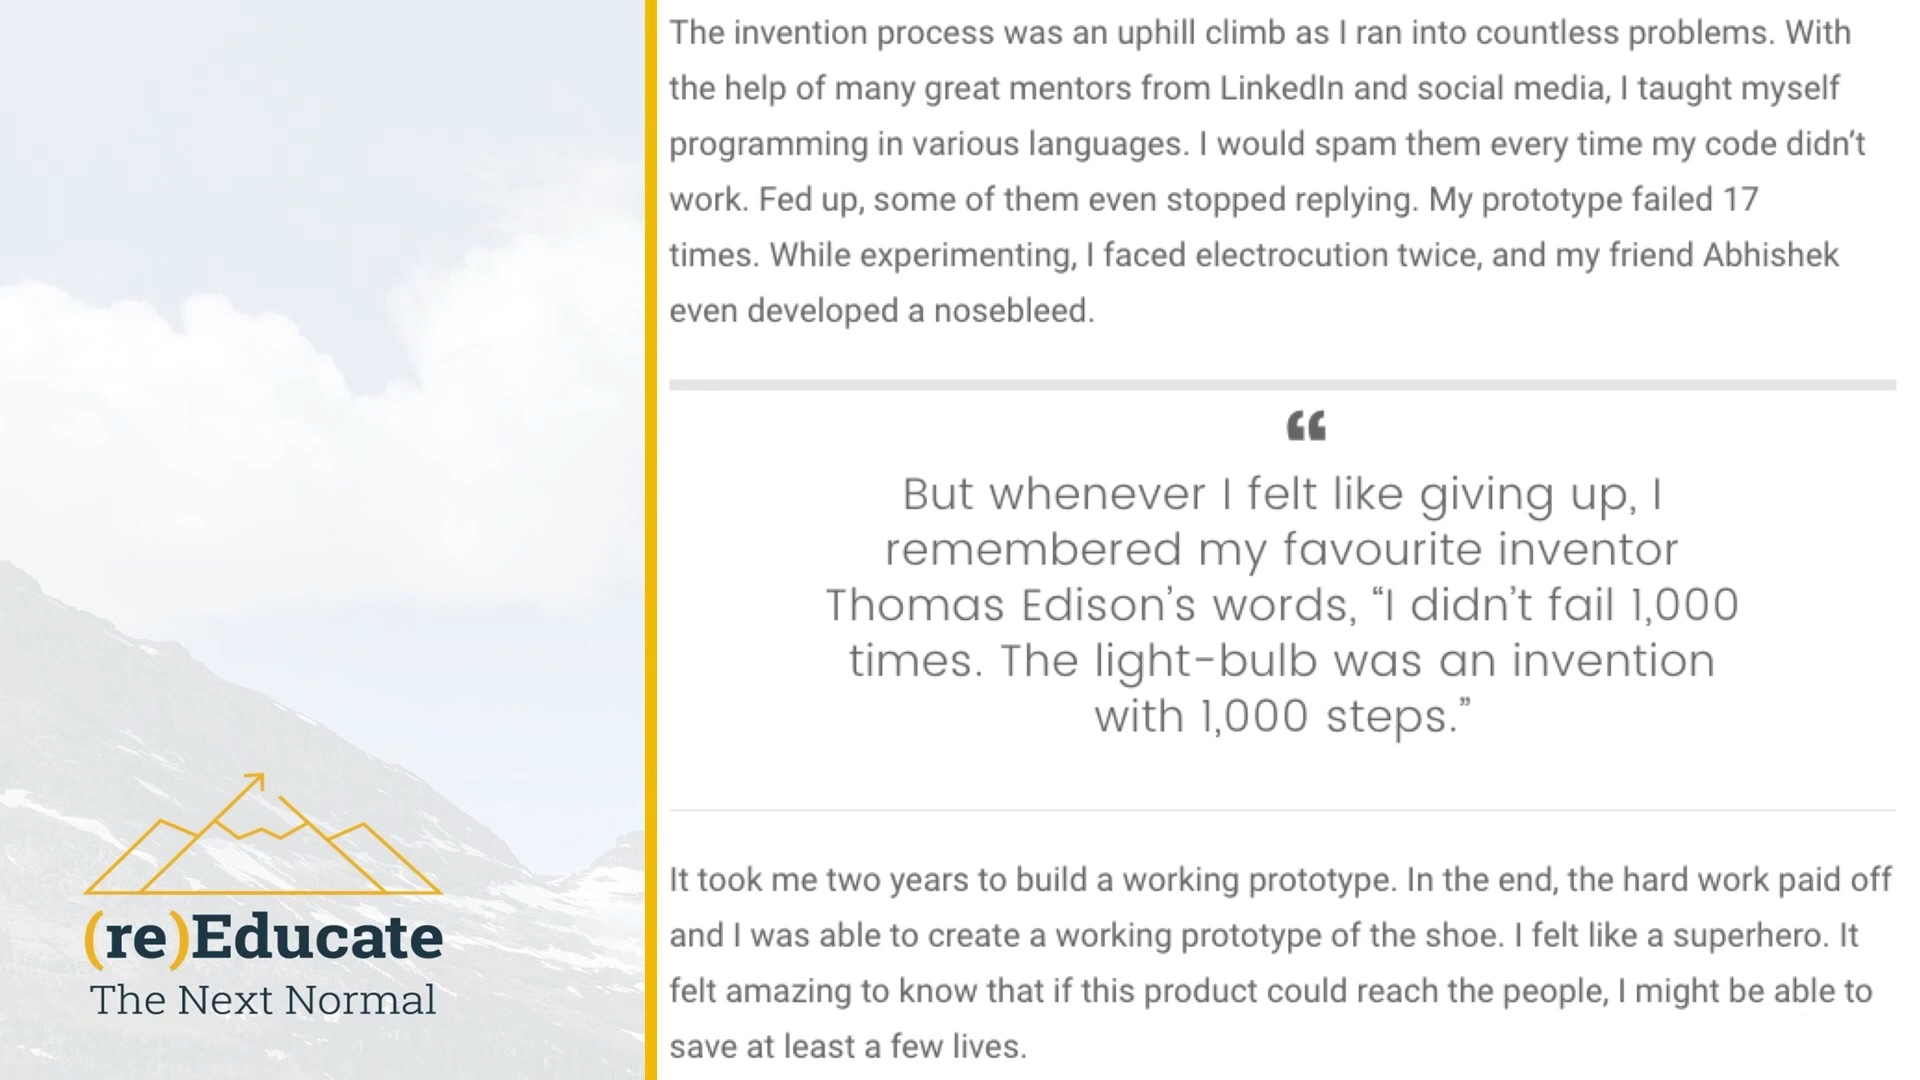 The invention process was an uphill climb as I ran into countless problems. With
the help of many great mentors from LinkedIn and social media, I taught myself
programming in various languages. I would spam them every time my code didn’t
work. Fed up, some of them even stopped replying. My prototype failed 17
times. While experimenting, I faced electrocution twice, and my friend Abhishek
even developed a nosebleed.
“
But whenever I felt like giving up, I
remembered my favourite inventor
Thomas Edison’s words, “I didn’t fail 1,000
times. The light-bulb was an invention
with 1,000 steps.”
It took me two years to build a working prototype. In the end, the hard work paid off
and I was able to create a working prototype of the shoe. I felt like a superhero. It
felt amazing to know that if this product could reach the people, I might be able to
save at least a few lives.
(re)Educate
The Next Normal